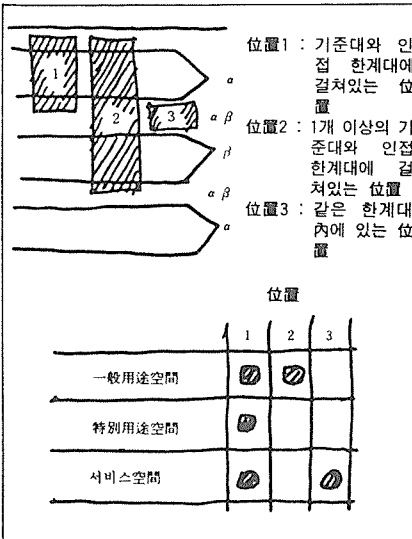 位置1 : 기준대와 인
접 한계대에
걸쳐있는 位
置
位置2 : 1개 이상의 기
준대와 인접
한계대에 걸
쳐있는 位置
位置3 : 같은 한계대
內에 있는 位
置
1
2
3
α
α β
β
α β
α
位置
1 2 3
一般用途空間
特別用途空間
서비스空間